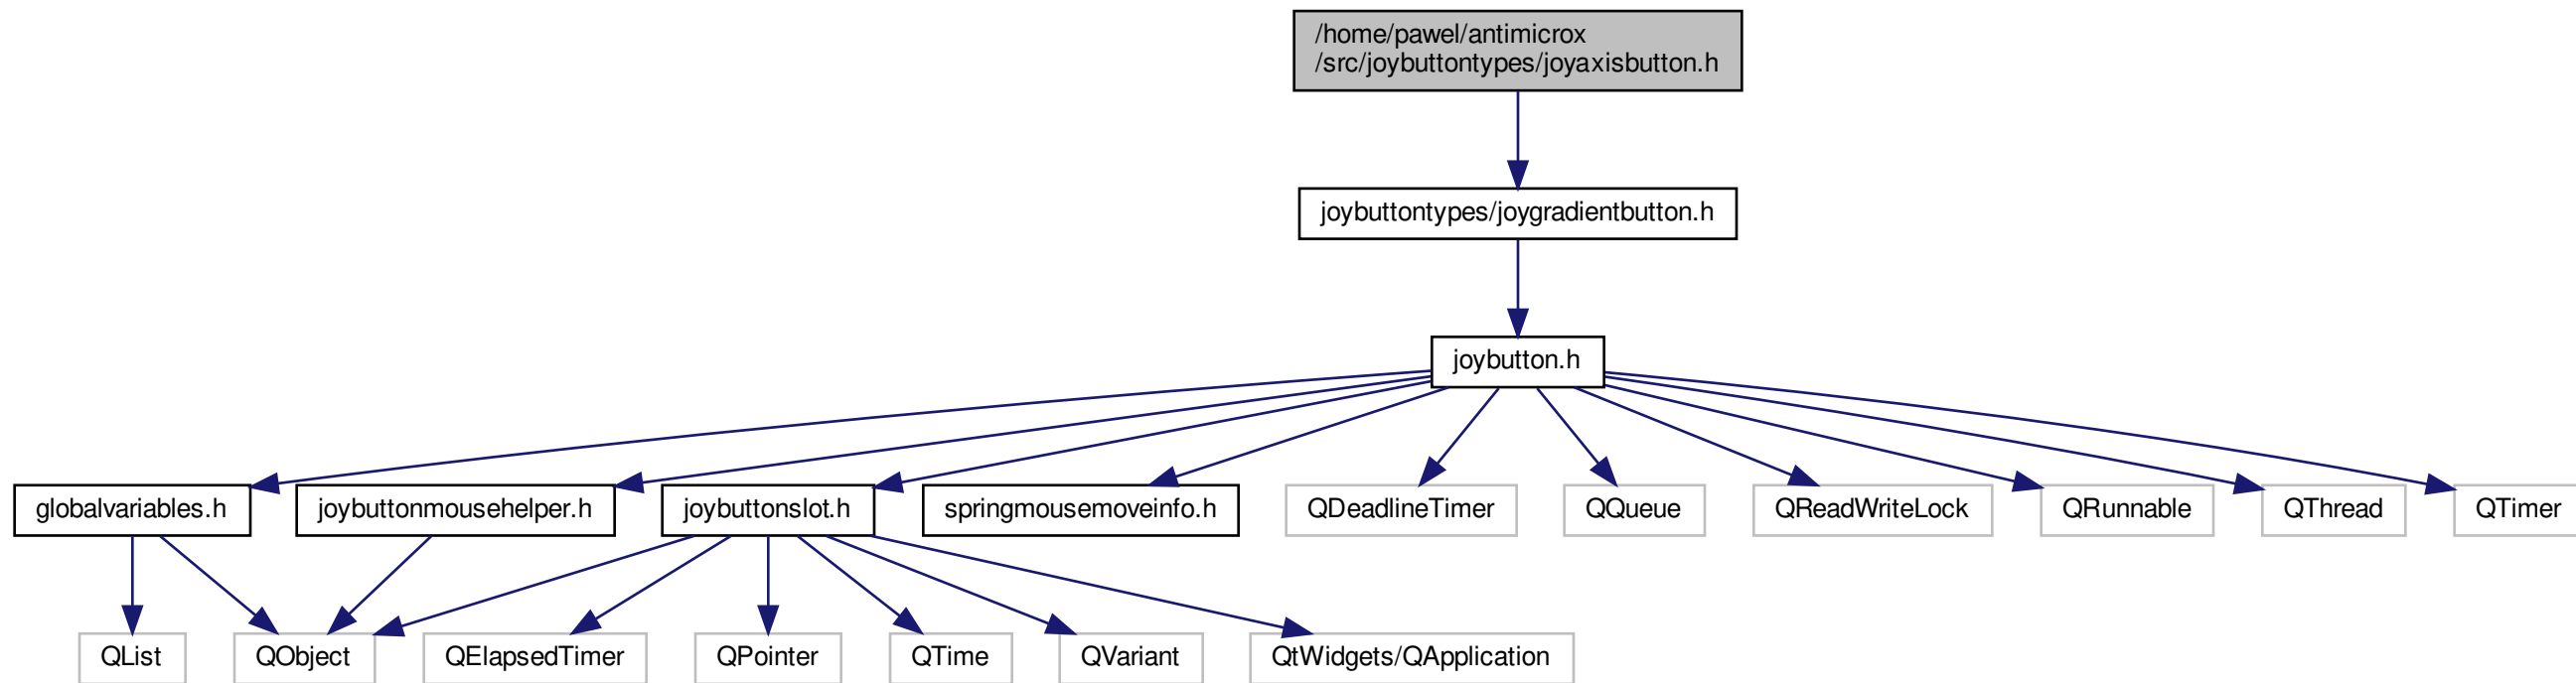 /home/pawel/antimicrox
/src/joybuttontypes/joyaxisbutton.h
joybuttontypes/joygradientbutton.h
joybutton.h
globalvariables.h
joybuttonmousehelper.h
joybuttonslot.h
springmousemoveinfo.h
QDeadlineTimer
QQueue
QReadWriteLock
QRunnable
QThread
QTimer
QList
QObject
QElapsedTimer
QPointer
QTime
QVariant
QtWidgets/QApplication